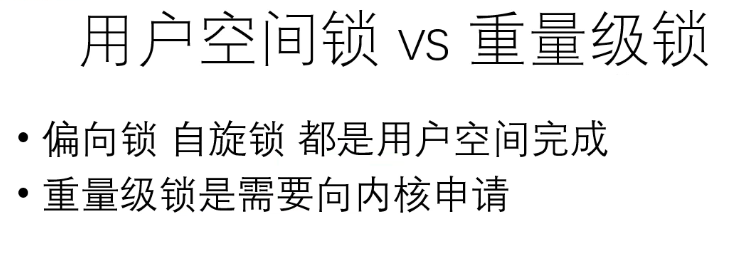 用户空间锁 vs 重量级锁
• 偏向锁 自旋锁 都是用户空间完成
• 重量级锁是需要向内核申请